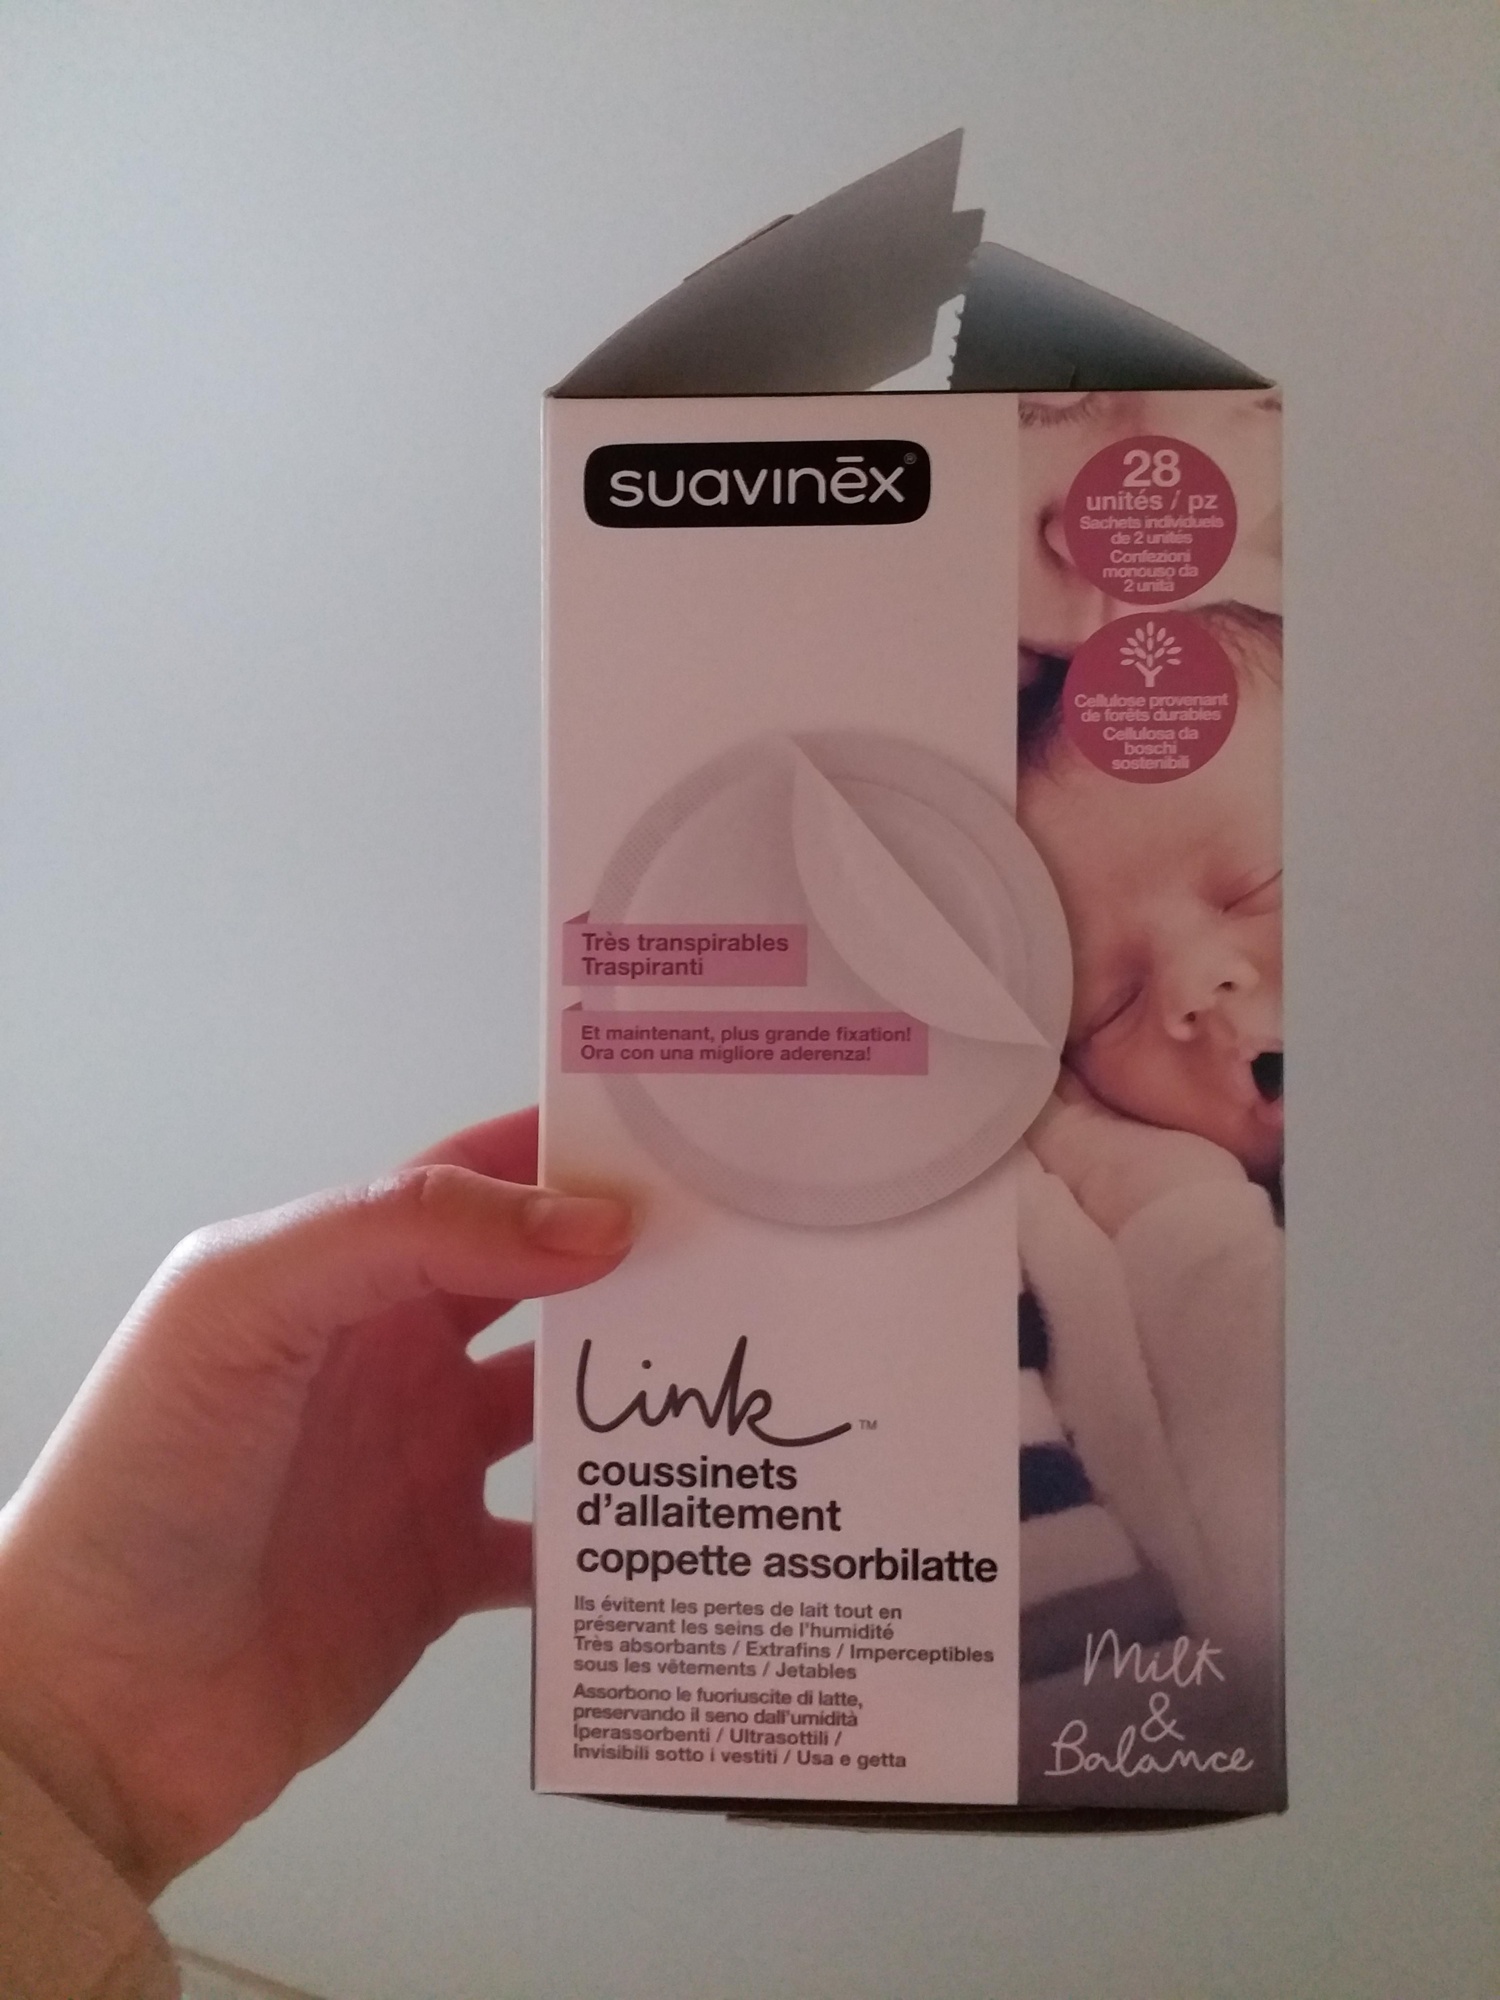 suavinēx®
28
unités / pz
Sachets individuels
de 2 unités
Confezioni
monouso da
2 unità
Cellulose provenant
de forêts durables
Cellulosa da
boschi
sostenibili
Très transpirables
Traspiranti
Et maintenant, plus grande fixation!
Ora con una migliore aderenza!
Link™
coussinets
d'allaitement
coppette assorbilatte
Ils évitent les pertes de lait tout en
préservant les seins de l'humidité
Très absorbants / Extrafins / Imperceptibles
sous les vêtements / Jetables
Assorbono le fuoriuscite di latte,
preservando il seno dall'umidità
Iperassorbenti / Ultrasottili /
Invisibili sotto i vestiti / Usa e getta
Milk
&
Balance